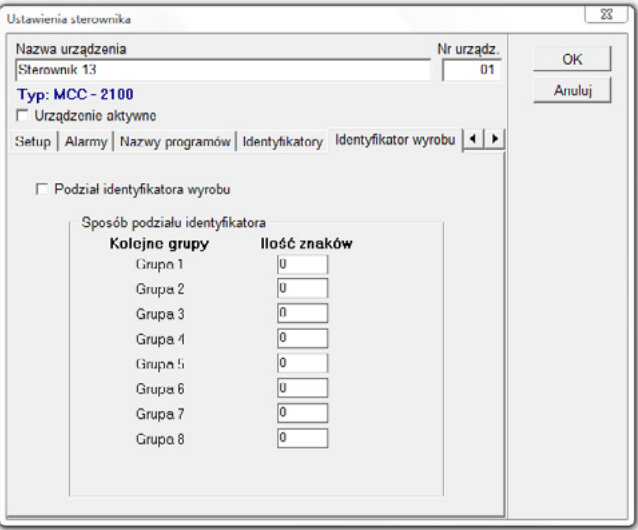 Ustawienia sterownika
Nazwa urządzenia Nr urządz.
Sterownik 13 01
Typ: MCC - 2100
Urządzenie aktywne
Setup Alarmy Nazwy programów Identyfikatory Identyfikator wyrobu
Podział identyfikatora wyrobu
Sposób podziału identyfikatora
Kolejne grupy Ilość znaków
Grupa 1 0
Grupa 2 0
Grupa 3 0
Grupa 4 0
Grupa 5 0
Grupa 6 0
Grupa 7 0
Grupa 8 0
OK
Anuluj